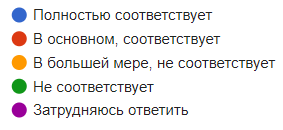 Полностью соответствует
В основном, соответствует
В большей мере, не соответствует
Не соответствует
Затрудняюсь ответить